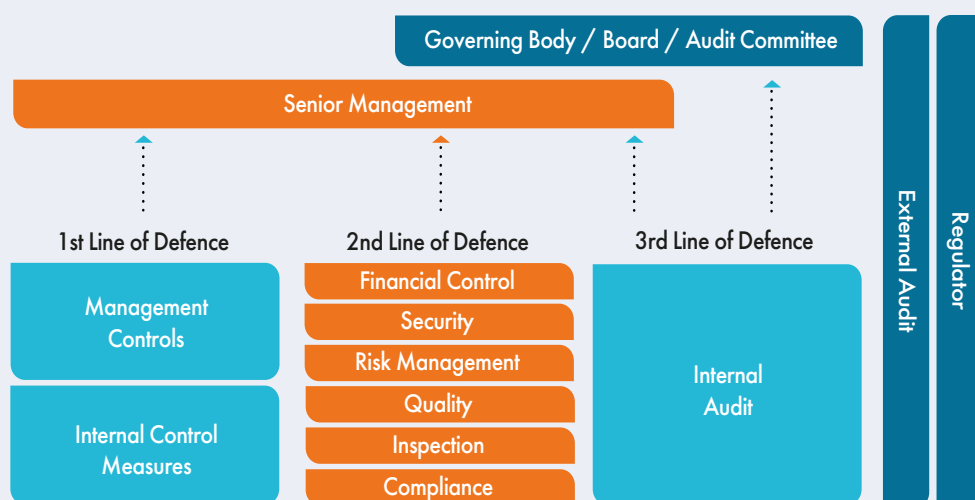 Governing Body / Board / Audit Committee
Senior Management
1st Line of Defence
2nd Line of Defence
3rd Line of Defence
Management
Controls
Internal Control
Measures
Financial Control
Security
Risk Management
Quality
Inspection
Compliance
Internal
Audit
External Audit
Regulator